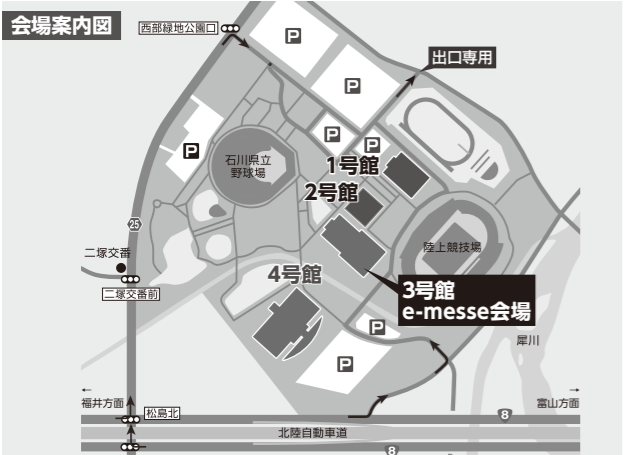 会場案内図
西部緑地公園口
P
出口専用
P
P
P
P
石川県立
野球場
1号館
2号館
25
二塚交番
陸上競技場
4号館
3号館
e-messe会場
二塚交番前
P
犀川
P
←
福井方面
→
富山方面
松島北
8
北陸自動車道
8